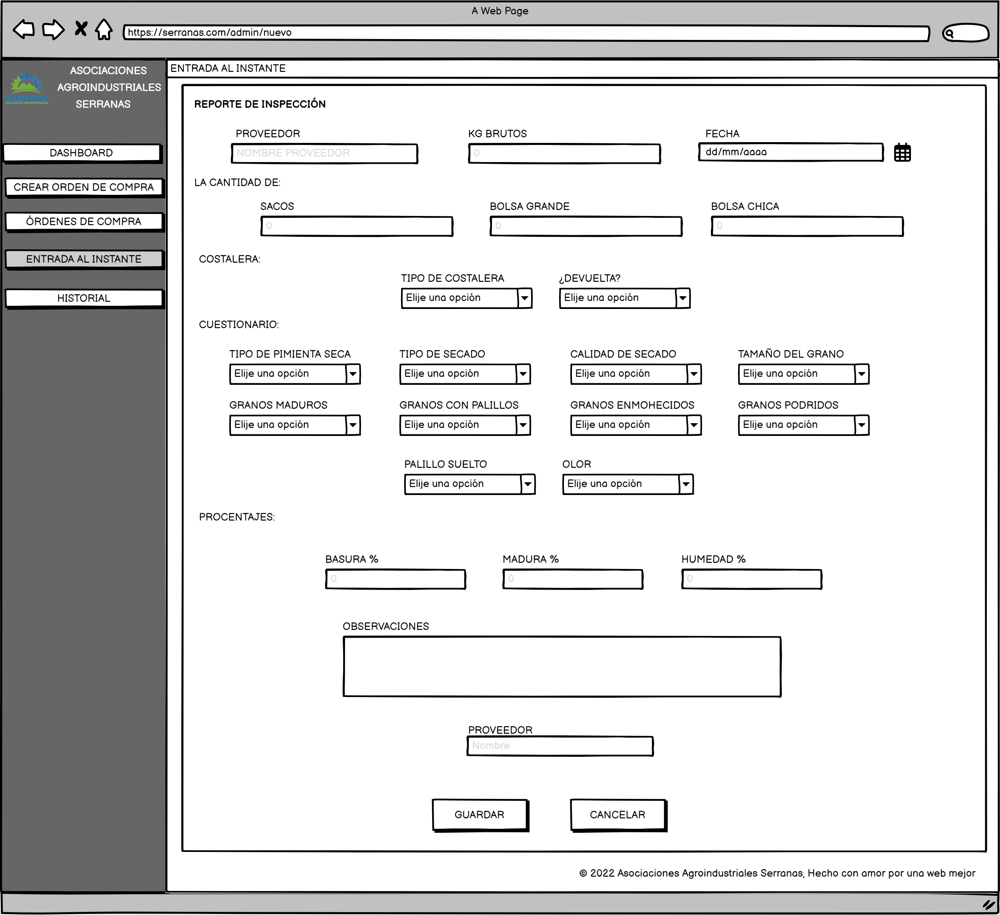 A Web Page
https://serranas.com/admin/nuevo
ASOCIACIONES
AGROINDUSTRIALES
SERRANAS
SERRANAS
ASOCIACIONES AGROINDUSTRIALES
DASHBOARD
CREAR ORDEN DE COMPRA
ÓRDENES DE COMPRA
ENTRADA AL INSTANTE
HISTORIAL
ENTRADA AL INSTANTE
REPORTE DE INSPECCIÓN
PROVEEDOR KG BRUTOS FECHA
NOMBRE PROVEEDOR 0 dd/mm/aaaa
LA CANTIDAD DE:
SACOS BOLSA GRANDE BOLSA CHICA
0 0 0
COSTALERA:
TIPO DE COSTALERA ¿DEVUELTA?
Elije una opción Elije una opción
CUESTIONARIO:
TIPO DE PIMIENTA SECA TIPO DE SECADO CALIDAD DE SECADO TAMAÑO DEL GRANO
Elije una opción Elije una opción Elije una opción Elije una opción
GRANOS MADUROS GRANOS CON PALILLOS GRANOS ENMOHECIDOS GRANOS PODRIDOS
Elije una opción Elije una opción Elije una opción Elije una opción
PALILLO SUELTO OLOR
Elije una opción Elije una opción
PROCENTAJES:
BASURA % MADURA % HUMEDAD %
0 0 0
OBSERVACIONES
PROVEEDOR
Nombre
GUARDAR CANCELAR
© 2022 Asociaciones Agroindustriales Serranas, Hecho con amor por una web mejor